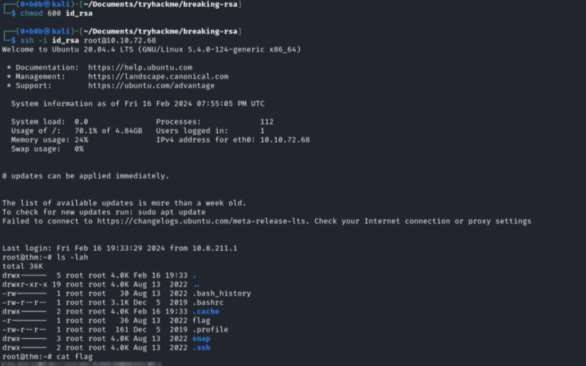 ┌──(0×b0b㉿kali)-[~/Documents/tryhackme/breaking-rsa]
└─$ chmod 600 id_rsa
┌──(0×b0b㉿kali)-[~/Documents/tryhackme/breaking-rsa]
└─$ ssh -i id_rsa root@10.10.72.68
Welcome to Ubuntu 20.04.4 LTS (GNU/Linux 5.4.0-124-generic x86_64)
* Documentation: https://help.ubuntu.com
* Management: https://landscape.canonical.com
* Support: https://ubuntu.com/advantage
System information as of Fri 16 Feb 2024 07:55:05 PM UTC
System load: 0.0 Processes: 112
Usage of /: 70.1% of 4.84GB Users logged in: 1
Memory usage: 24% IPv4 address for eth0: 10.10.72.68
Swap usage: 0%
0 updates can be applied immediately.
The list of available updates is more than a week old.
To check for new updates run: sudo apt update
Failed to connect to https://changelogs.ubuntu.com/meta-release-lts. Check your Internet connection or proxy settings
Last login: Fri Feb 16 19:33:29 2024 from 10.8.211.1
root@thm:~# ls -lah
total 36K
drwx------ 5 root root 4.0K Feb 16 19:33 .
drwxr-xr-x 19 root root 4.0K Aug 13 2022 ..
-rw------- 1 root root 30 Aug 13 2022 .bash_history
-rw-r--r-- 1 root root 3.1K Dec 5 2019 .bashrc
drwx------ 2 root root 4.0K Feb 16 19:33 .cache
-r-------- 1 root root 36 Aug 13 2022 flag
-rw-r--r-- 1 root root 161 Dec 5 2019 .profile
drwx------ 3 root root 4.0K Aug 13 2022 snap
drwx------ 2 root root 4.0K Aug 13 2022 .ssh
root@thm:~# cat flag